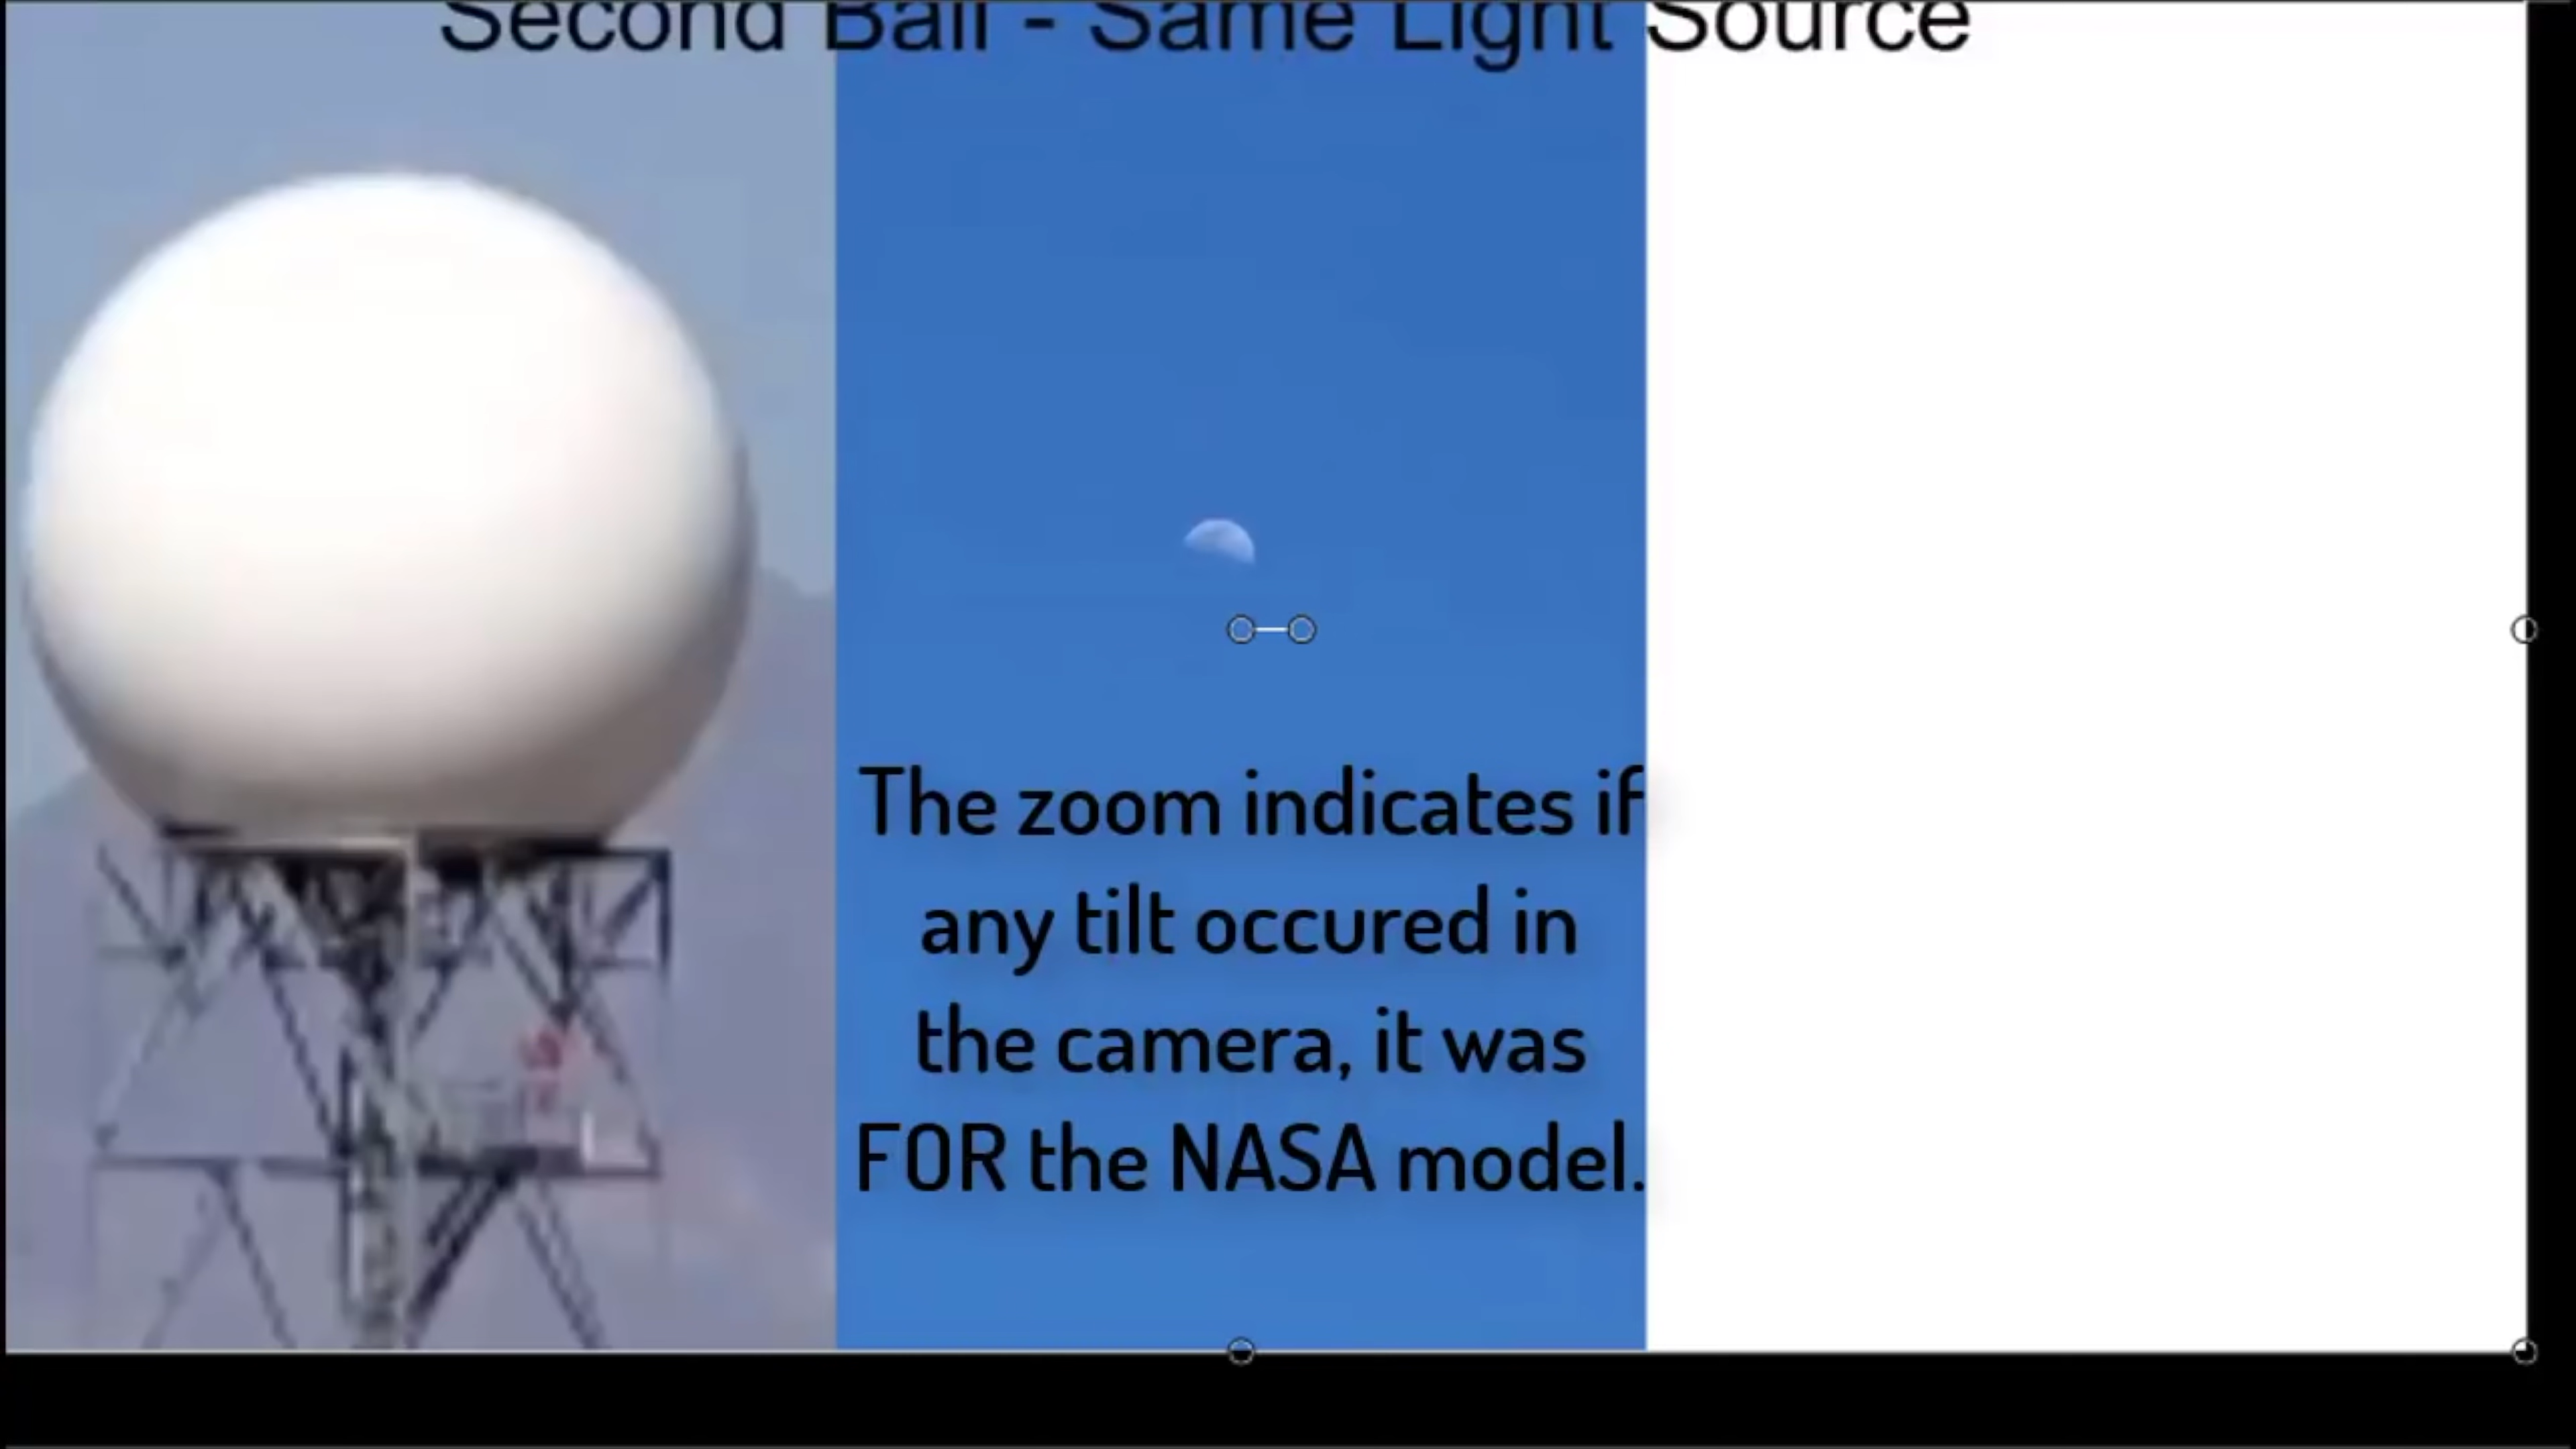 Second Ball - Same Light Source
The zoom indicates if
any tilt occured in
the camera, it was
FOR the NASA model.